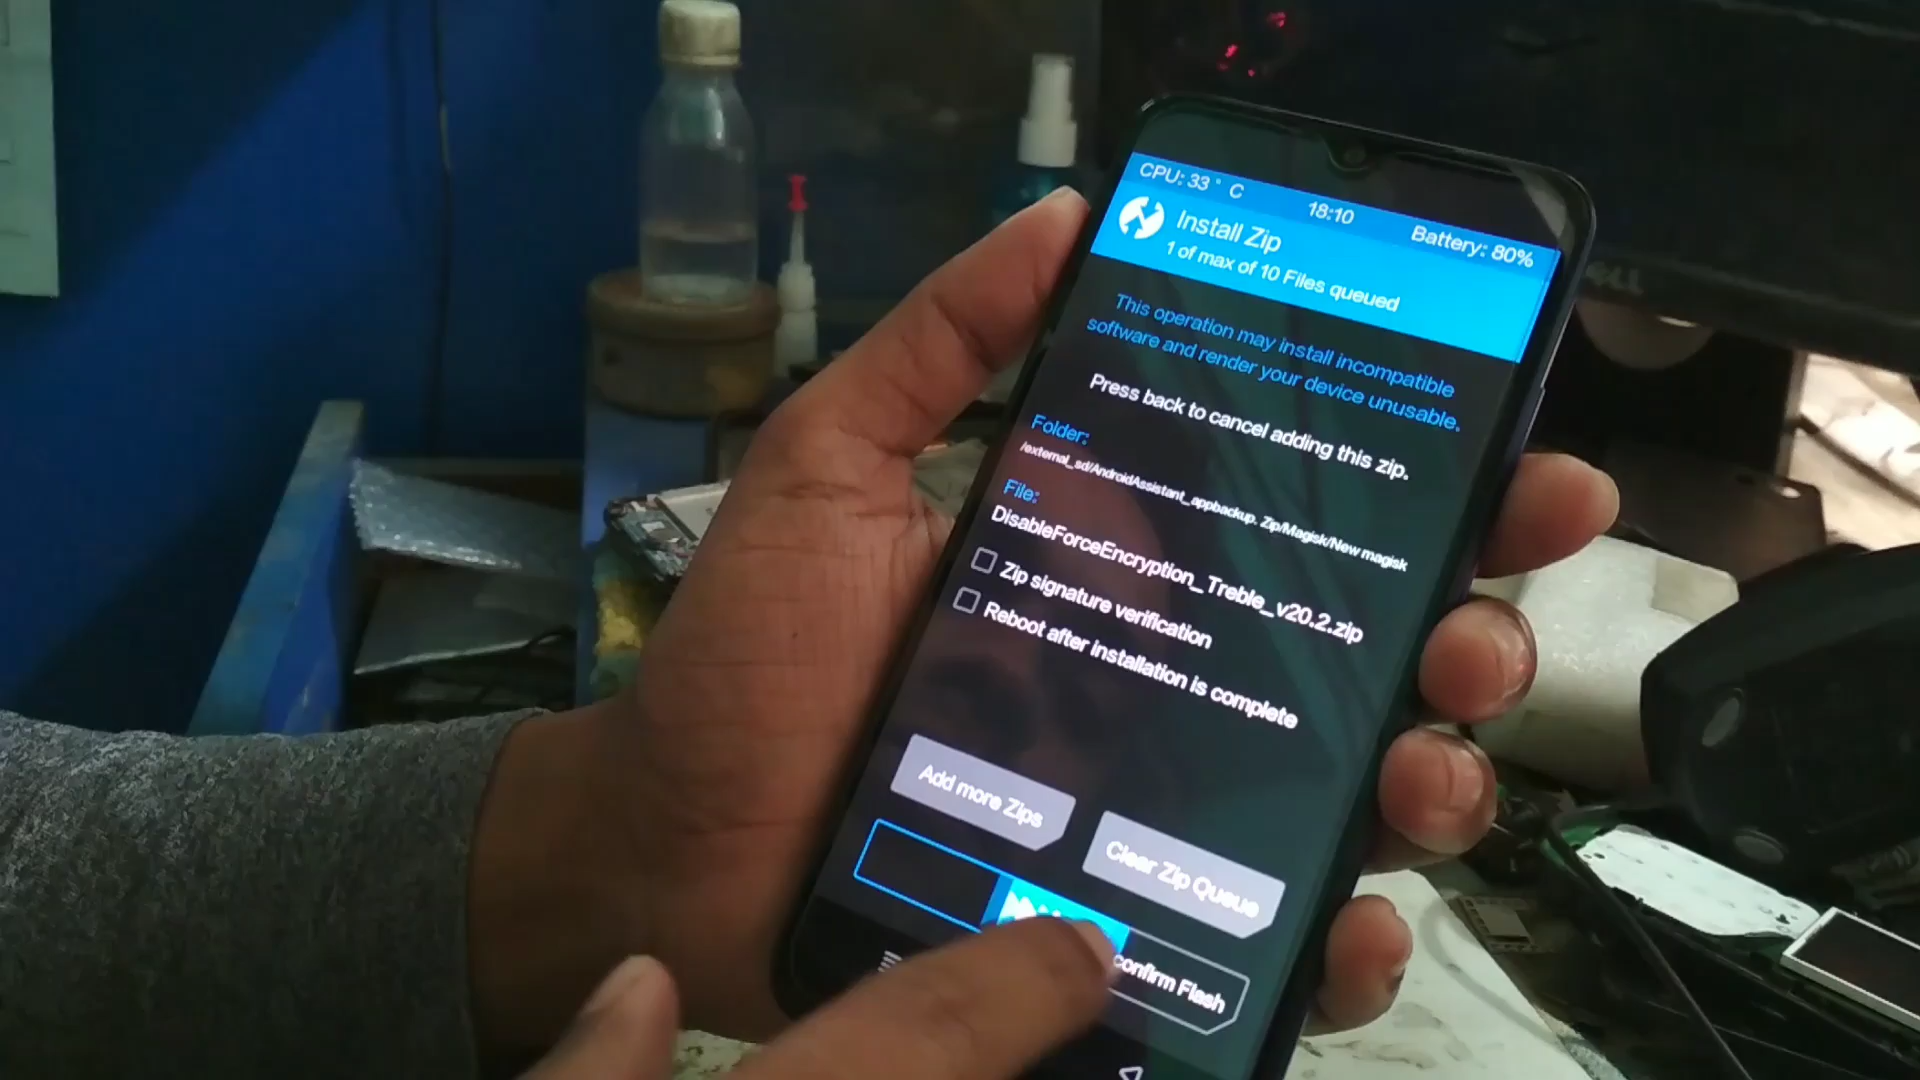 CPU: 33 ° C
18:10
Battery: 80%
Install Zip
1 of max of 10 Files queued
This operation may install incompatible
software and render your device unusable.
Press back to cancel adding this zip.
Folder:
/external_sd/AndroidAssistant_appbackup. Zip/Magisk/New magisk
File:
DisableForceEncryption_Treble_v20.2.zip
Zip signature verification
Reboot after installation is complete
Add more Zips
Clear Zip Queue
confirm Flash
DELL